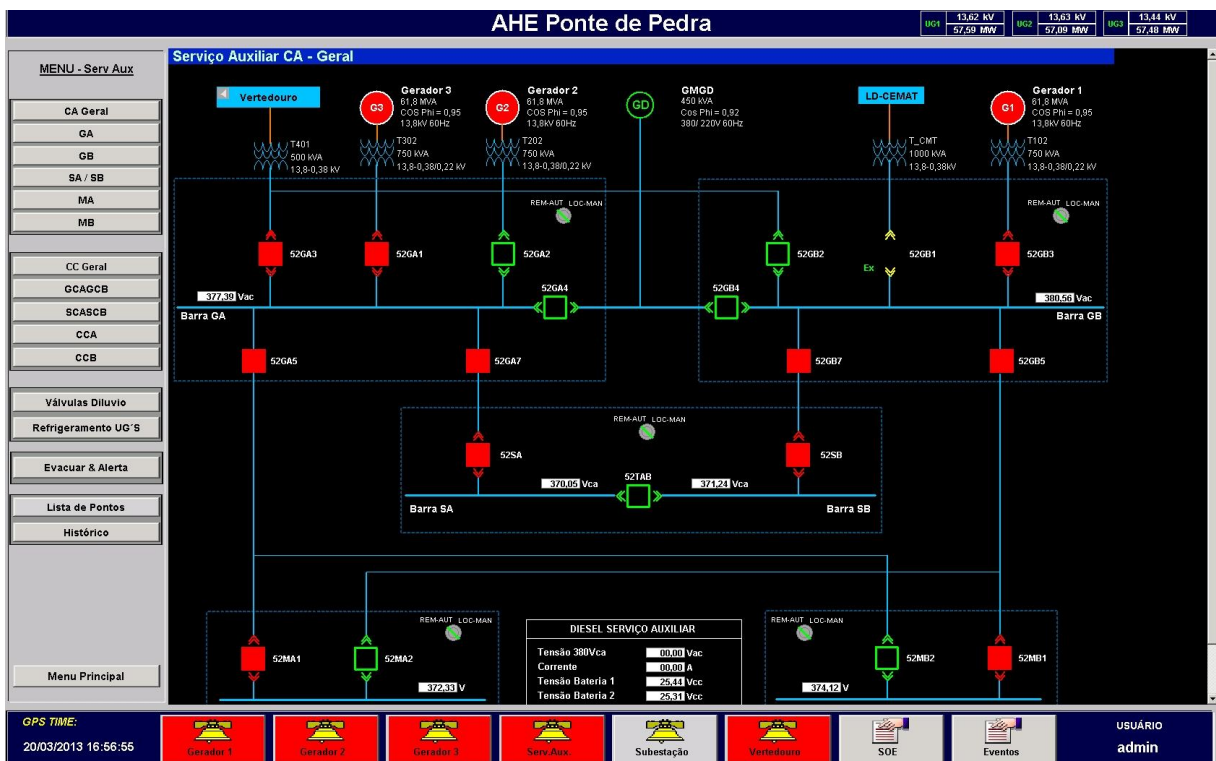 AHE Ponte de Pedra
UG1 13,62 kV 57,59 MW
UG2 13,63 kV 57,09 MW
UG3 13,44 kV 57,48 MW
MENU - Serv Aux
CA Geral
GA
GB
SA / SB
MA
MB
CC Geral
GCAGCB
SCASCB
CCA
CCB
Válvulas Diluvio
Refrigeramento UG´S
Evacuar & Alerta
Lista de Pontos
Histórico
Menu Principal
Serviço Auxiliar CA - Geral
Vertedouro
T401
500 kVA
13,8-0,38 kV
G3
Gerador 3
61,8 MVA
COS Phi = 0,95
13,8kV 60Hz
T302
750 kVA
13,8-0,38/0,22 kV
G2
Gerador 2
61,8 MVA
COS Phi = 0,95
13,8kV 60Hz
T202
750 kVA
13,8-0,38/0,22 kV
GD
GMGD
450 kVA
Cos Phi = 0,92
380/ 220V 60Hz
LD-CEMAT
T_CMT
1000 kVA
13,8-0,38kV
G1
Gerador 1
61,8 MVA
COS Phi = 0,95
13,8kV 60Hz
T102
750 kVA
13,8-0,38/0,22 kV
REM-AUT LOC-MAN
REM-AUT LOC-MAN
52GA3
52GA1
52GA2
52GB2
52GB1
Ex
52GB3
377,39 Vac
52GA4
52GB4
380,56 Vac
Barra GA
Barra GB
52GA5
52GA7
52GB7
52GB5
REM-AUT LOC-MAN
52SA
52SB
370,05 Vca
52TAB
371,24 Vca
Barra SA
Barra SB
REM-AUT LOC-MAN
52MA1
52MA2
372,33 V
DIESEL SERVIÇO AUXILIAR
Tensão 380Vca 00,00 Vac
Corrente 00,00 A
Tensão Bateria 1 25,44 Vcc
Tensão Bateria 2 25,31 Vcc
REM-AUT LOC-MAN
52MB2
52MB1
374,12 V
GPS TIME:
20/03/2013 16:56:55
Gerador 1
Gerador 2
Gerador 3
Serv.Aux.
Subestação
Vertedouro
SOE
Eventos
USUÁRIO
admin